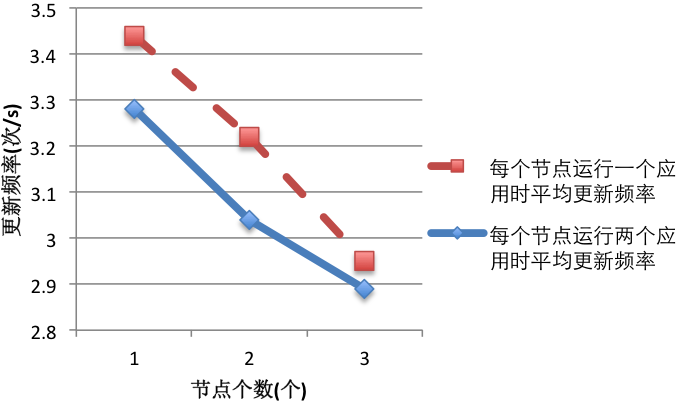 3.5
3.4
3.3
3.2
3.1
3
2.9
2.8
更新频率(次/s)
1
2
3
节点个数(个)
每个节点运行一个应
用时平均更新频率
每个节点运行两个应
用时平均更新频率